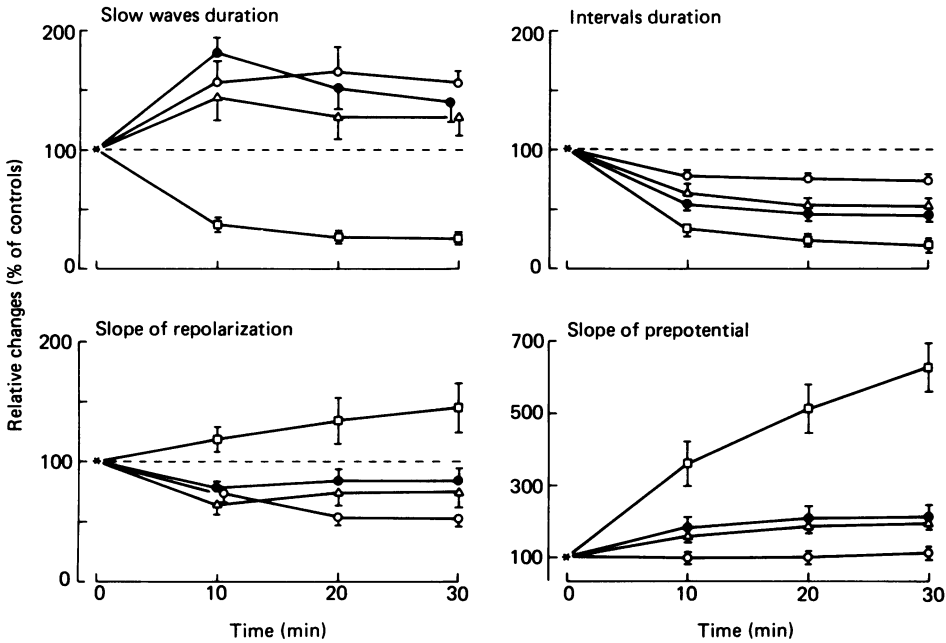 Slow waves duration
200
100
0
Intervals duration
200
100
0
Relative changes (% of controls)
Slope of repolarization
200
100
0
0 10 20 30
Time (min)
Slope of prepotential
700
500
300
100
0 10 20 30
Time (min)